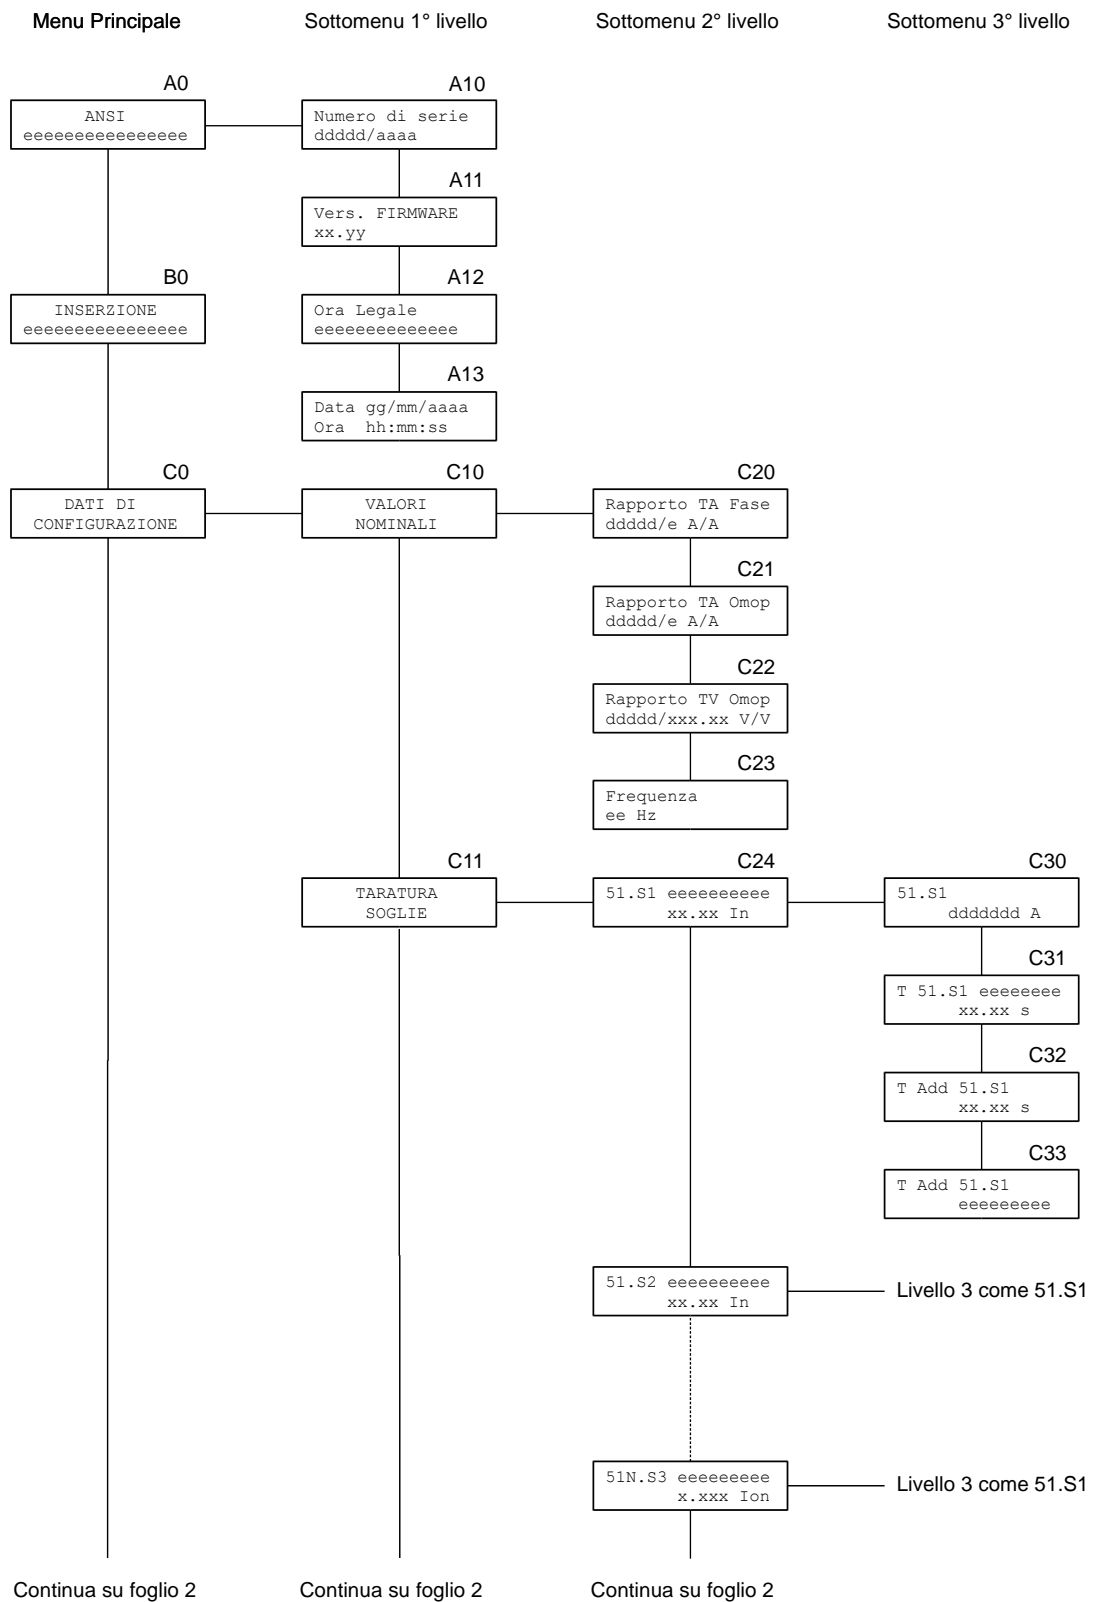 Menu Principale
Sottomenu 1° livello
Sottomenu 2° livello
Sottomenu 3° livello
A0
A10
ANSI
eeeeeeeeeeeeeeee
Numero di serie
ddddd/aaaa
A11
Vers. FIRMWARE
xx.yy
B0
A12
INSERZIONE
eeeeeeeeeeeeeeee
Ora Legale
eeeeeeeeeeeeee
A13
Data gg/mm/aaaa
Ora hh:mm:ss
C0
C10
C20
DATI DI
CONFIGURAZIONE
VALORI
NOMINALI
Rapporto TA Fase
ddddd/e A/A
C21
Rapporto TA Omop
ddddd/e A/A
C22
Rapporto TV Omop
ddddd/xxx.xx V/V
C23
Frequenza
ee Hz
C11
C24
C30
TARATURA
SOGLIE
51.S1 eeeeeeeeee
xx.xx In
51.S1
ddddddd A
C31
T 51.S1 eeeeeeee
xx.xx s
C32
T Add 51.S1
xx.xx s
C33
T Add 51.S1
eeeeeeeee
51.S2 eeeeeeeeee
xx.xx In
Livello 3 come 51.S1
51N.S3 eeeeeeeee
x.xxx Ion
Livello 3 come 51.S1
Continua su foglio 2
Continua su foglio 2
Continua su foglio 2